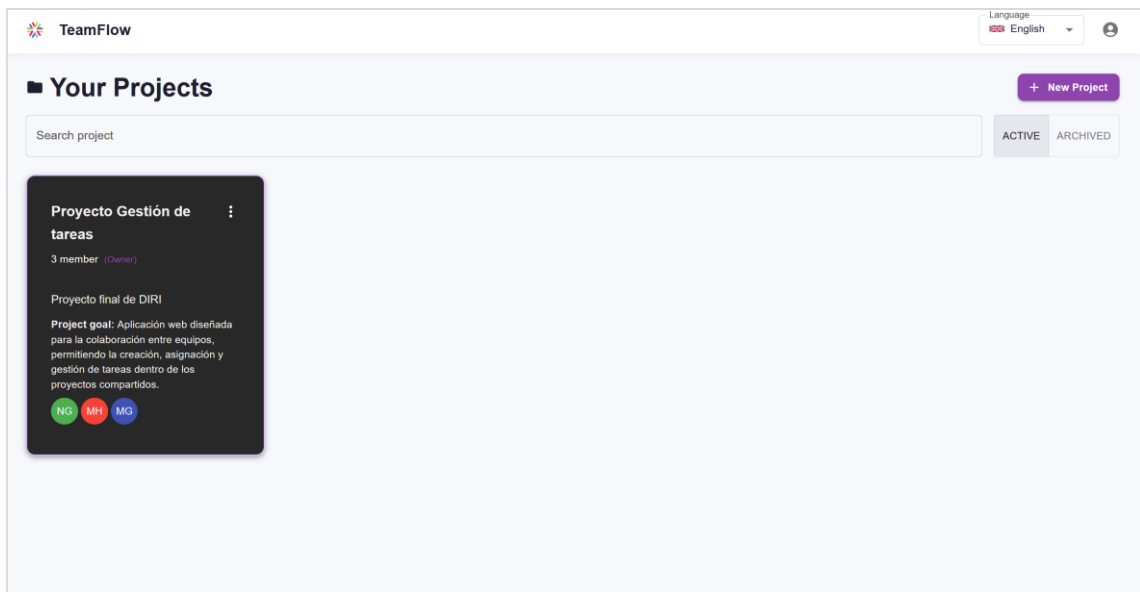 TeamFlow
Language
English
Your Projects
+ New Project
Search project
ACTIVE ARCHIVED
Proyecto Gestión de
tareas
3 member (Owner)
Proyecto final de DIRI
Project goal: Aplicación web diseñada
para la colaboración entre equipos,
permitiendo la creación, asignación y
gestión de tareas dentro de los
proyectos compartidos.
NG MH MG